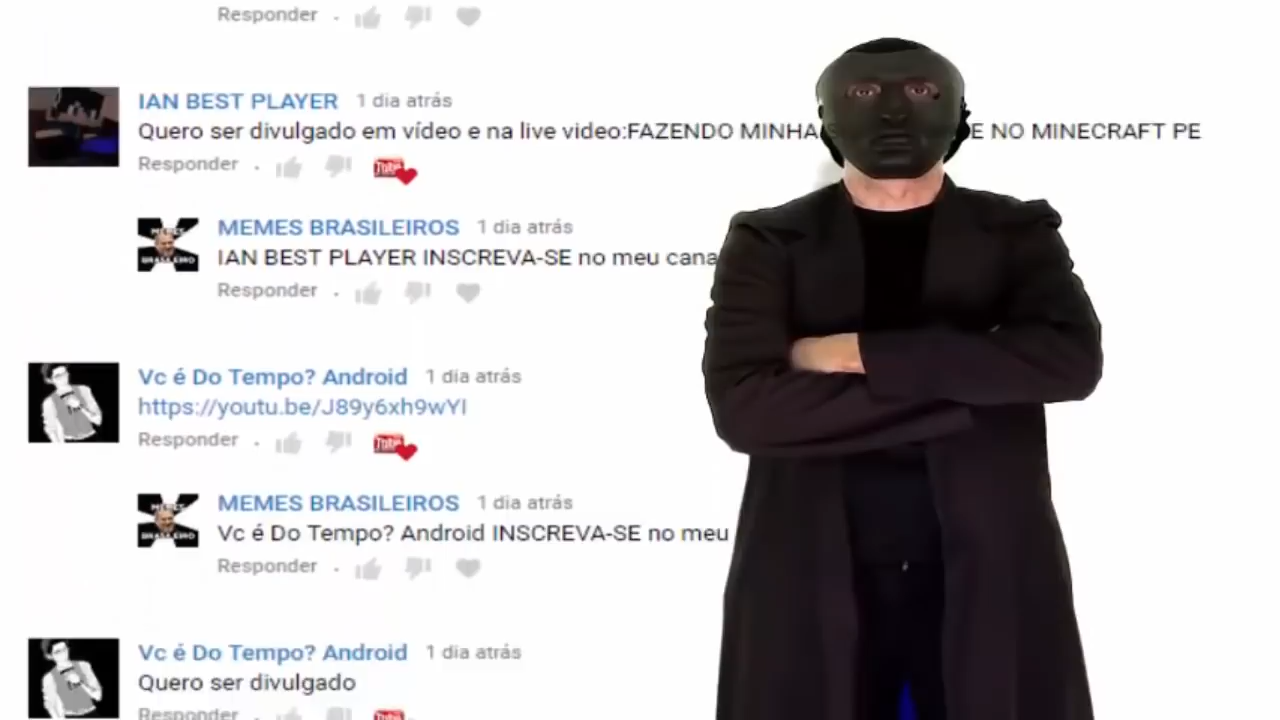 Responder .
IAN BEST PLAYER 1 dia atrás
Quero ser divulgado em vídeo e na live video:FAZENDO MINHA E NO MINECRAFT PE
Responder .
MEMES BRASILEIROS 1 dia atrás
IAN BEST PLAYER INSCREVA-SE no meu cana
Responder .
Vc é Do Tempo? Android 1 dia atrás
https://youtu.be/J89y6xh9wYI
Responder .
MEMES BRASILEIROS 1 dia atrás
Vc é Do Tempo? Android INSCREVA-SE no meu
Responder .
Vc é Do Tempo? Android 1 dia atrás
Quero ser divulgado
Responder .